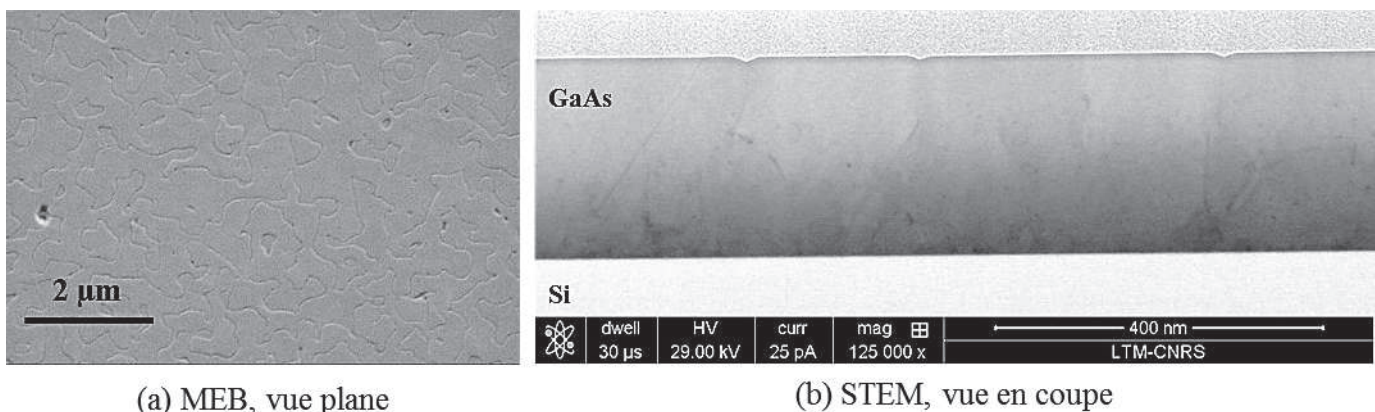 2 µm
GaAs
Si
dwell HV curr mag 400 nm
30 µs 29.00 kV 25 pA 125 000 x LTM-CNRS
(a) MEB, vue plane
(b) STEM, vue en coupe